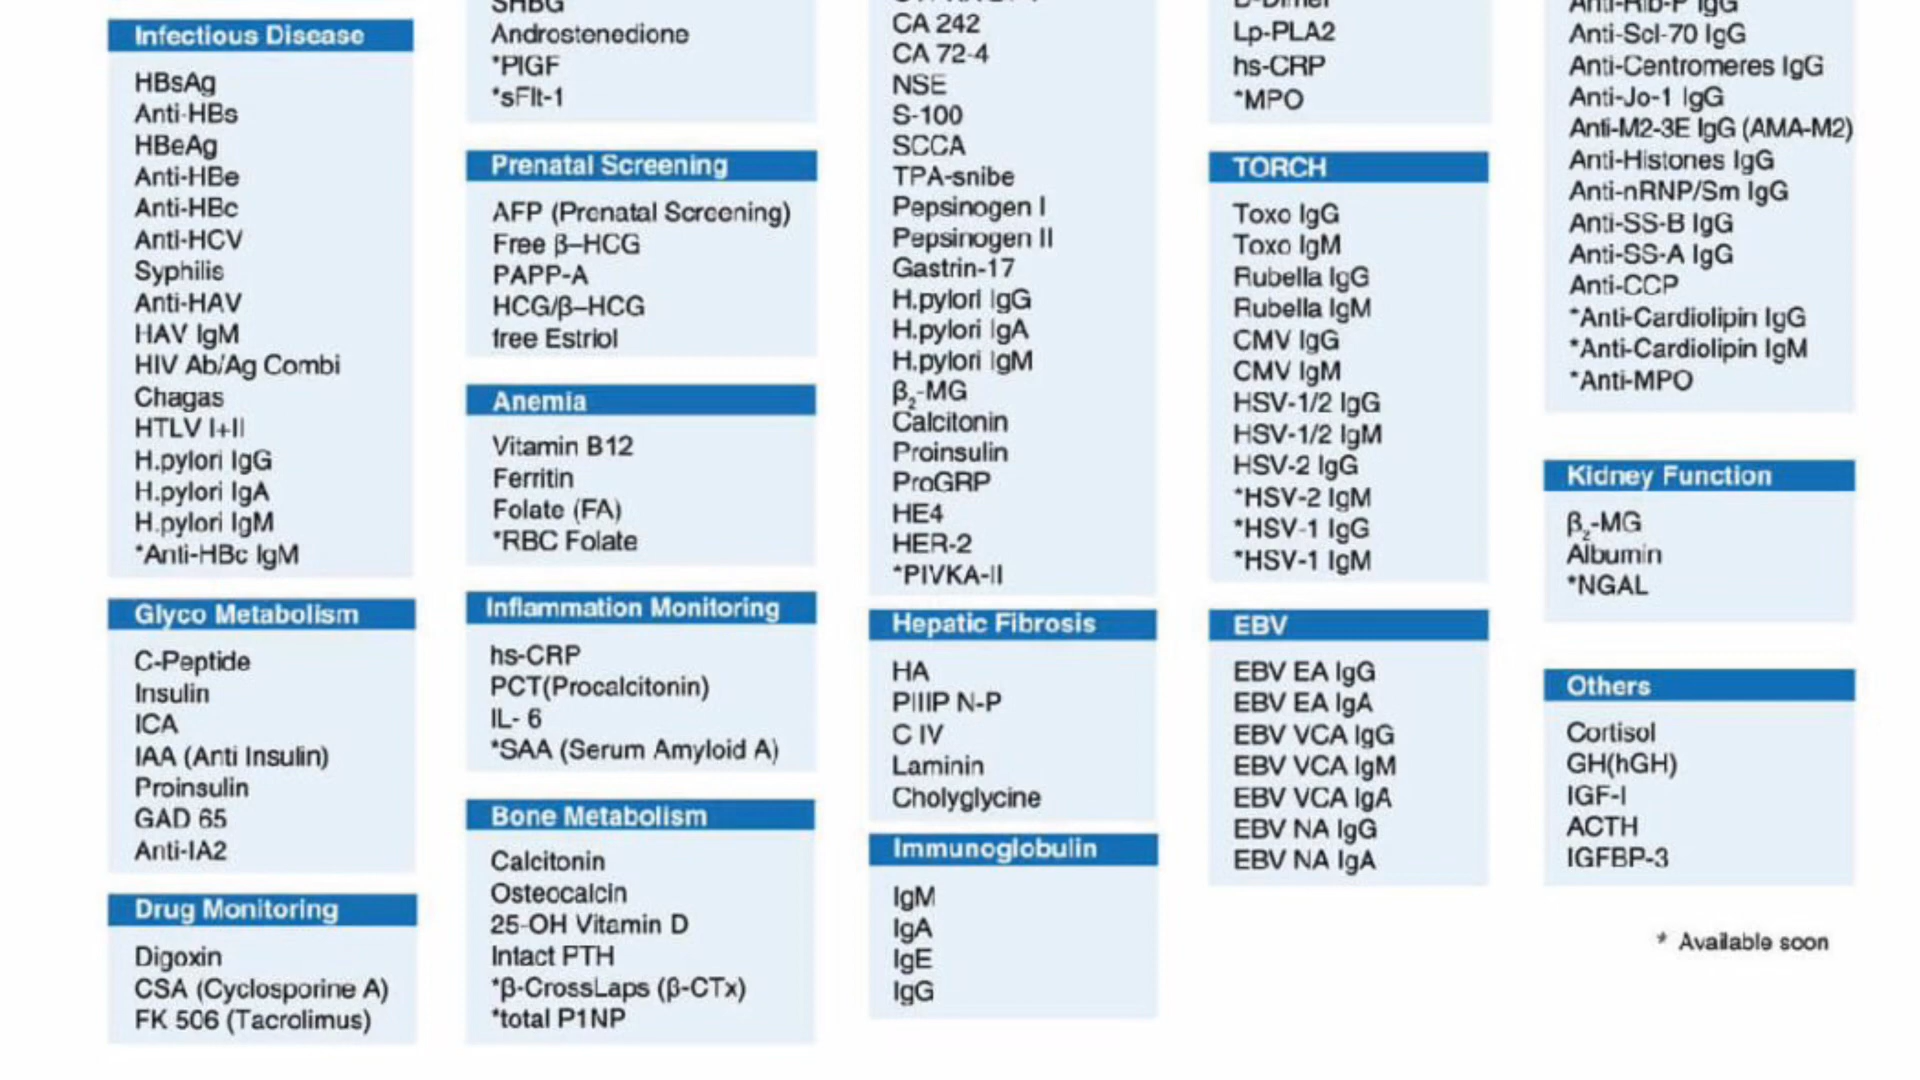 Infectious Disease
HBsAg
Anti-HBs
HBeAg
Anti-HBe
Anti-HBc
Anti-HCV
Syphilis
Anti-HAV
HAV IgM
HIV Ab/Ag Combi
Chagas
HTLV I+II
H.pylori IgG
H.pylori IgA
H.pylori IgM
*Anti-HBc IgM
Glyco Metabolism
C-Peptide
Insulin
ICA
IAA (Anti Insulin)
Proinsulin
GAD 65
Anti-IA2
Drug Monitoring
Digoxin
CSA (Cyclosporine A)
FK 506 (Tacrolimus)
SHBG
Androstenedione
*PIGF
*sFlt-1
Prenatal Screening
AFP (Prenatal Screening)
Free β–HCG
PAPP-A
HCG/β–HCG
free Estriol
Anemia
Vitamin B12
Ferritin
Folate (FA)
*RBC Folate
Inflammation Monitoring
hs-CRP
PCT(Procalcitonin)
IL- 6
*SAA (Serum Amyloid A)
Bone Metabolism
Calcitonin
Osteocalcin
25-OH Vitamin D
Intact PTH
*β-CrossLaps (β-CTx)
*total P1NP
CA 242
CA 72-4
NSE
S-100
SCCA
TPA-snibe
Pepsinogen I
Pepsinogen II
Gastrin-17
H.pylori IgG
H.pylori IgA
H.pylori IgM
β₂-MG
Calcitonin
Proinsulin
ProGRP
HE4
HER-2
*PIVKA-II
Hepatic Fibrosis
HA
PIIIP N-P
C IV
Laminin
Cholyglycine
Immunoglobulin
IgM
IgA
IgE
IgG
D-Dimer
Lp-PLA2
hs-CRP
*MPO
TORCH
Toxo IgG
Toxo IgM
Rubella IgG
Rubella IgM
CMV IgG
CMV IgM
HSV-1/2 IgG
HSV-1/2 IgM
HSV-2 IgG
*HSV-2 IgM
*HSV-1 IgG
*HSV-1 IgM
EBV
EBV EA IgG
EBV EA IgA
EBV VCA IgG
EBV VCA IgM
EBV VCA IgA
EBV NA IgG
EBV NA IgA
Anti-Rib-P IgG
Anti-Scl-70 IgG
Anti-Centromeres IgG
Anti-Jo-1 IgG
Anti-M2-3E IgG (AMA-M2)
Anti-Histones IgG
Anti-nRNP/Sm IgG
Anti-SS-B IgG
Anti-SS-A IgG
Anti-CCP
*Anti-Cardiolipin IgG
*Anti-Cardiolipin IgM
*Anti-MPO
Kidney Function
β₂-MG
Albumin
*NGAL
Others
Cortisol
GH(hGH)
IGF-I
ACTH
IGFBP-3
* Available soon